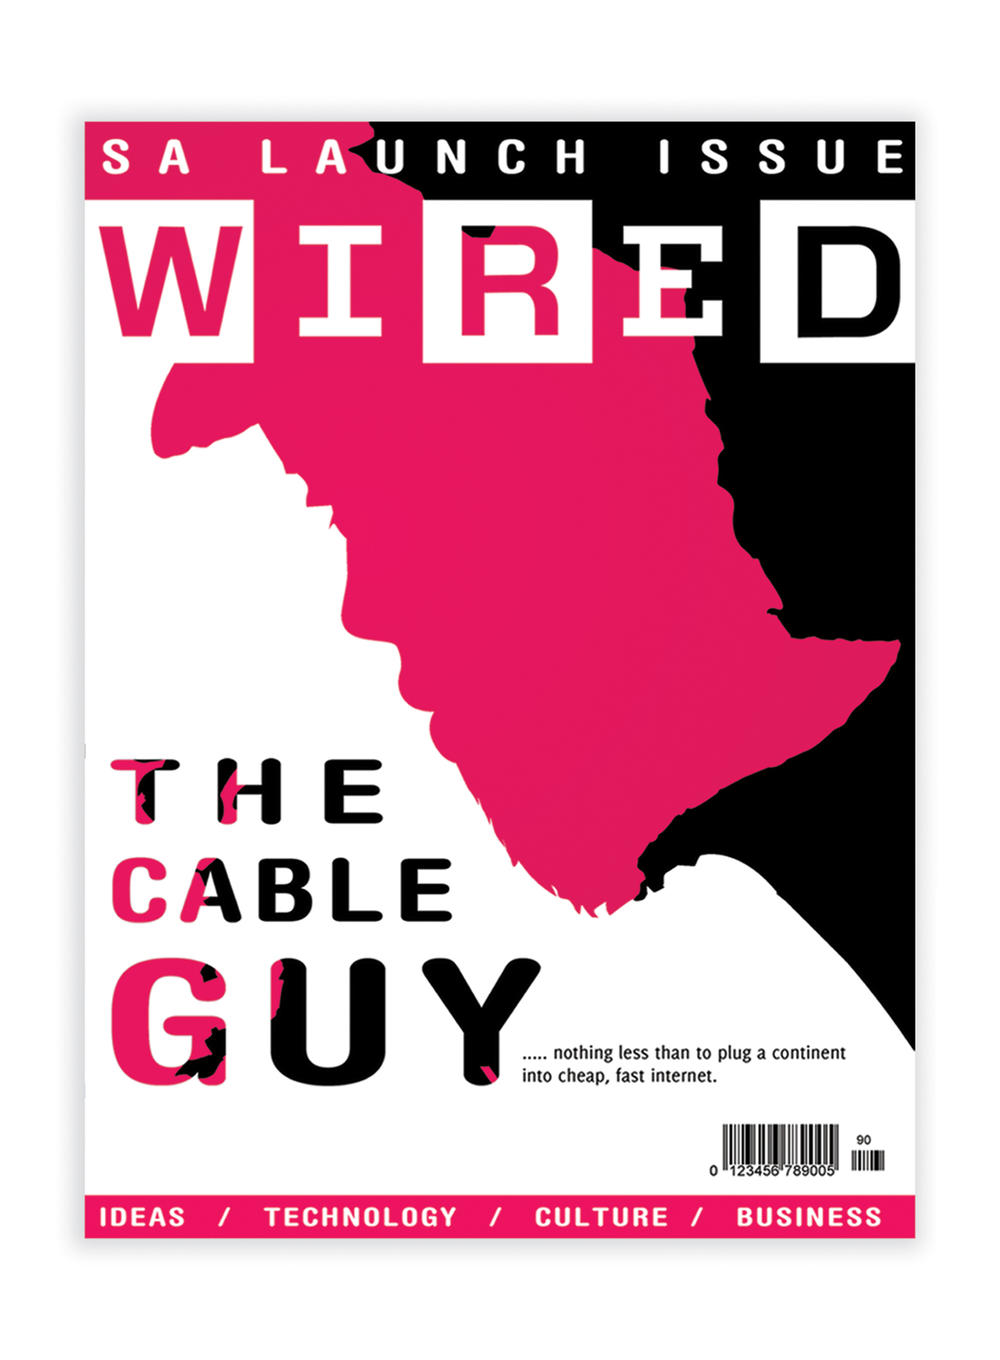 SA LAUNCH ISSUE
WIRED
THE
CABLE
GUY
..... nothing less than to plug a continent
into cheap, fast internet.
90
0 123456 789005
IDEAS / TECHNOLOGY / CULTURE / BUSINESS